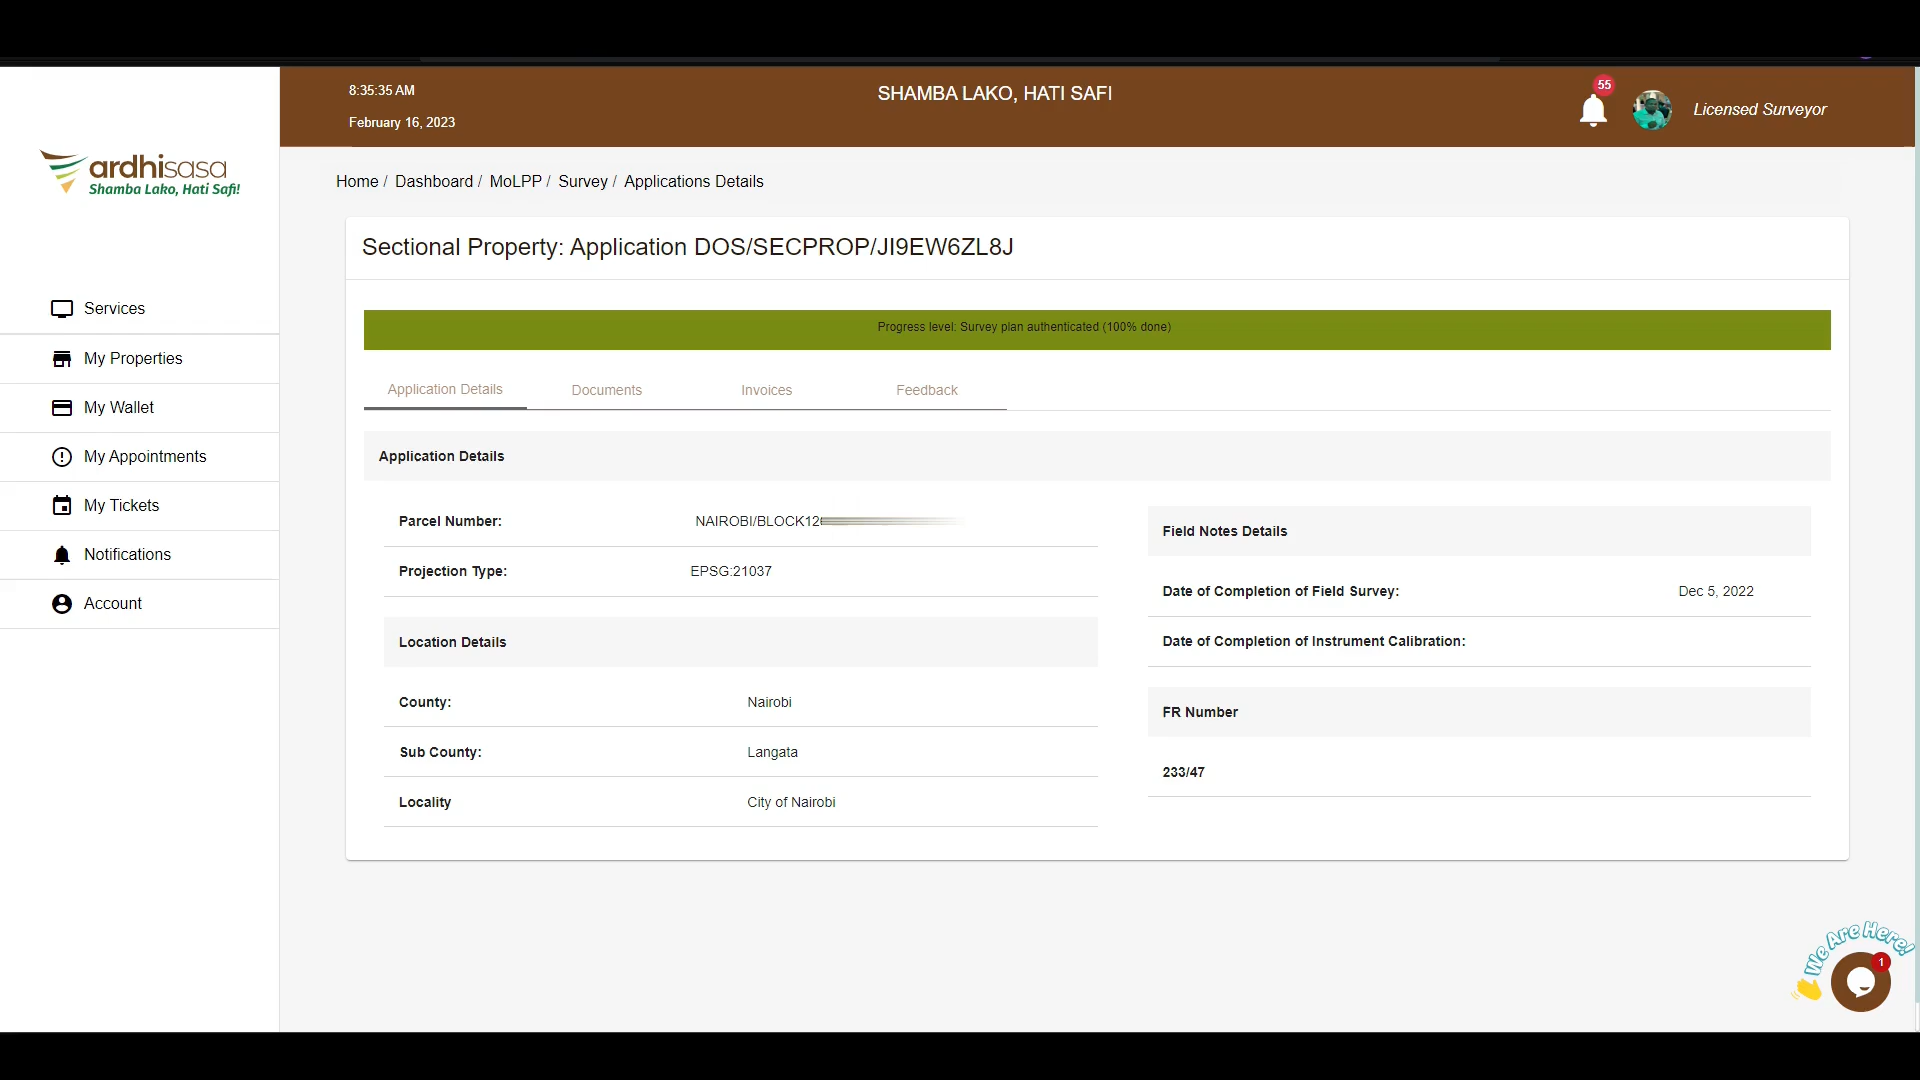 8:35:35 AM
February 16, 2023
SHAMBA LAKO, HATI SAFI
55
Licensed Surveyor
ardhisasa
Shamba Lako, Hati Safi!
Services
My Properties
My Wallet
My Appointments
My Tickets
Notifications
Account
Home / Dashboard / MoLPP / Survey / Applications Details
Sectional Property: Application DOS/SECPROP/JI9EW6ZL8J
Progress level: Survey plan authenticated (100% done)
Application Details
Documents
Invoices
Feedback
Application Details
Parcel Number: NAIROBI/BLOCK12
Projection Type: EPSG:21037
Location Details
County: Nairobi
Sub County: Langata
Locality City of Nairobi
Field Notes Details
Date of Completion of Field Survey: Dec 5, 2022
Date of Completion of Instrument Calibration:
FR Number
233/47
We Are Here!
1